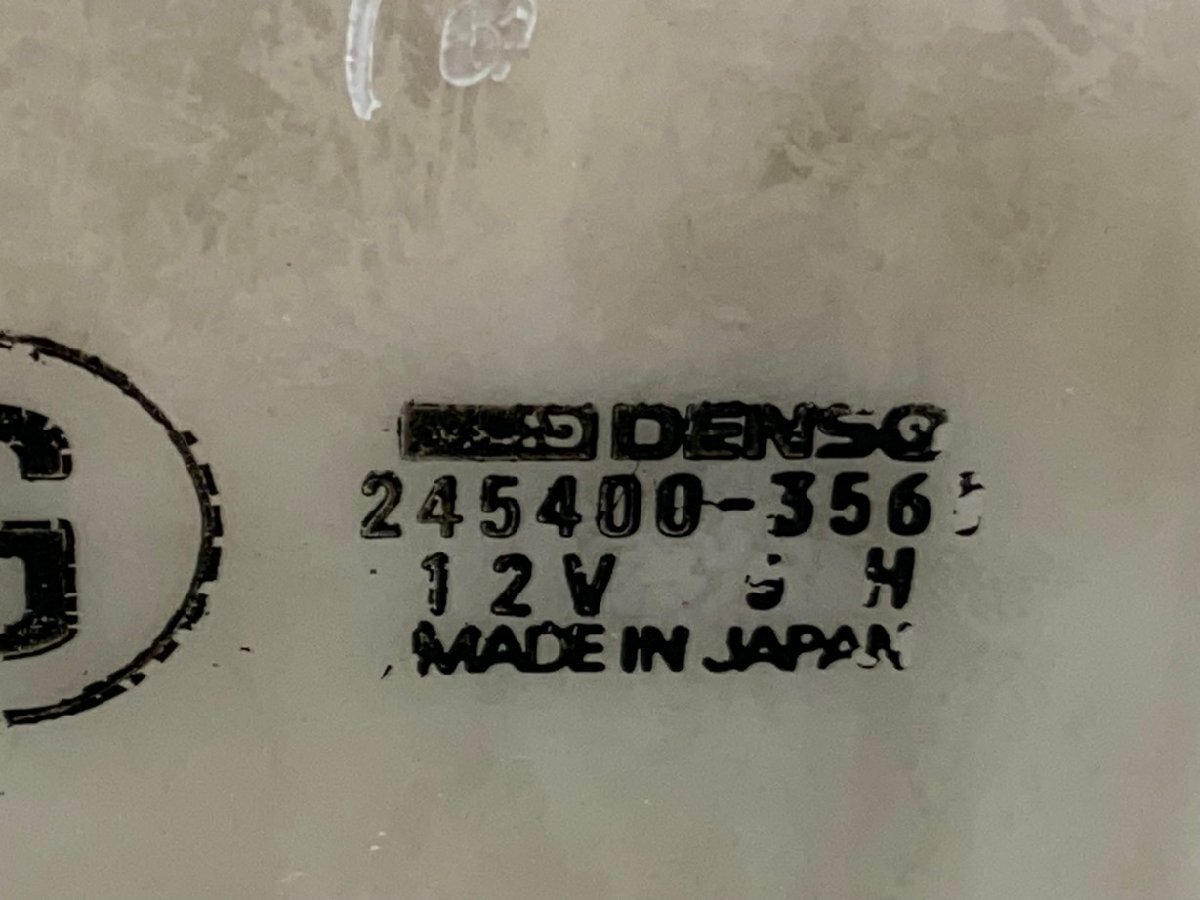 G
DENSO
245400-356
12V
MADE IN JAPAN